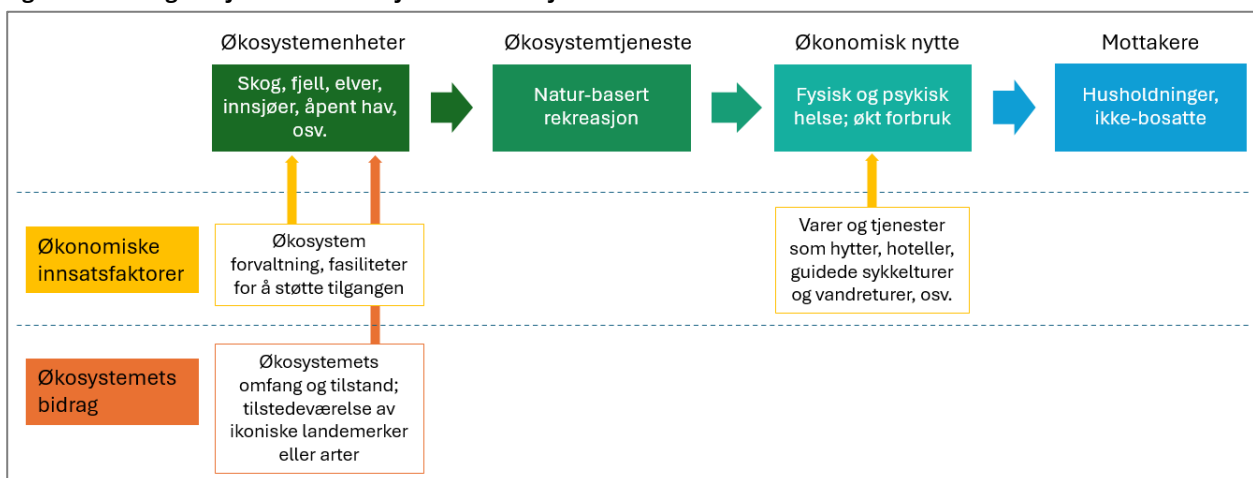 Økosystemenheter
Økosystemtjeneste
Økonomisk nytte
Mottakere
Skog, fjell, elver,
innsjøer, åpent hav,
osv.
Natur-basert
rekreasjon
Fysisk og psykisk
helse; økt forbruk
Husholdninger,
ikke-bosatte
Økonomiske
innsatsfaktorer
Økosystem
forvaltning, fasiliteter
for å støtte tilgangen
Varer og tjenester
som hytter, hoteller,
guidede sykkelturer
og vandreturer, osv.
Økosystemets
bidrag
Økosystemets
omfang og tilstand;
tilstedeværelse av
ikoniske landemerker
eller arter